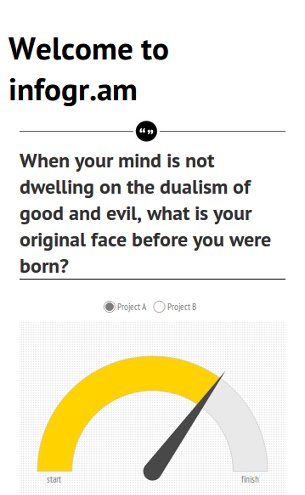 Welcome to
infogr.am
“ ”
When your mind is not
dwelling on the dualism of
good and evil, what is your
original face before you were
born?
Project A Project B
start finish